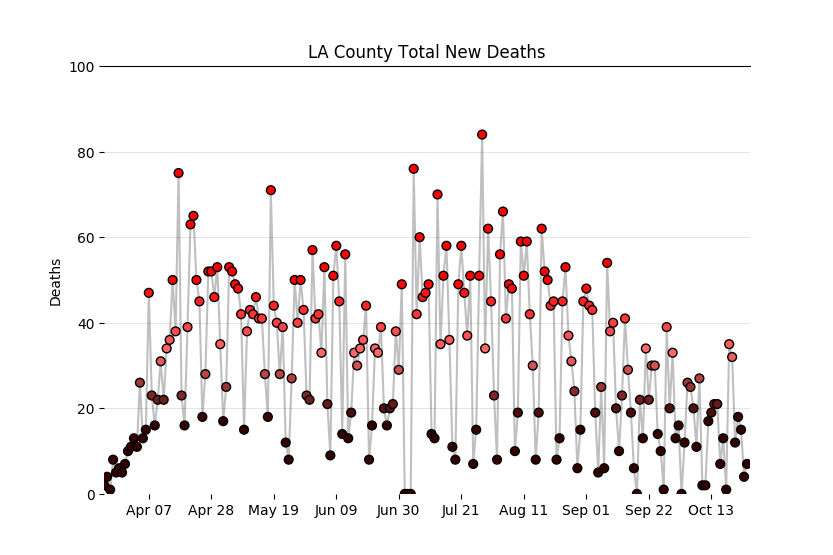 LA County Total New Deaths
100
80
60
40
20
0
Deaths
Apr 07
Apr 28
May 19
Jun 09
Jun 30
Jul 21
Aug 11
Sep 01
Sep 22
Oct 13